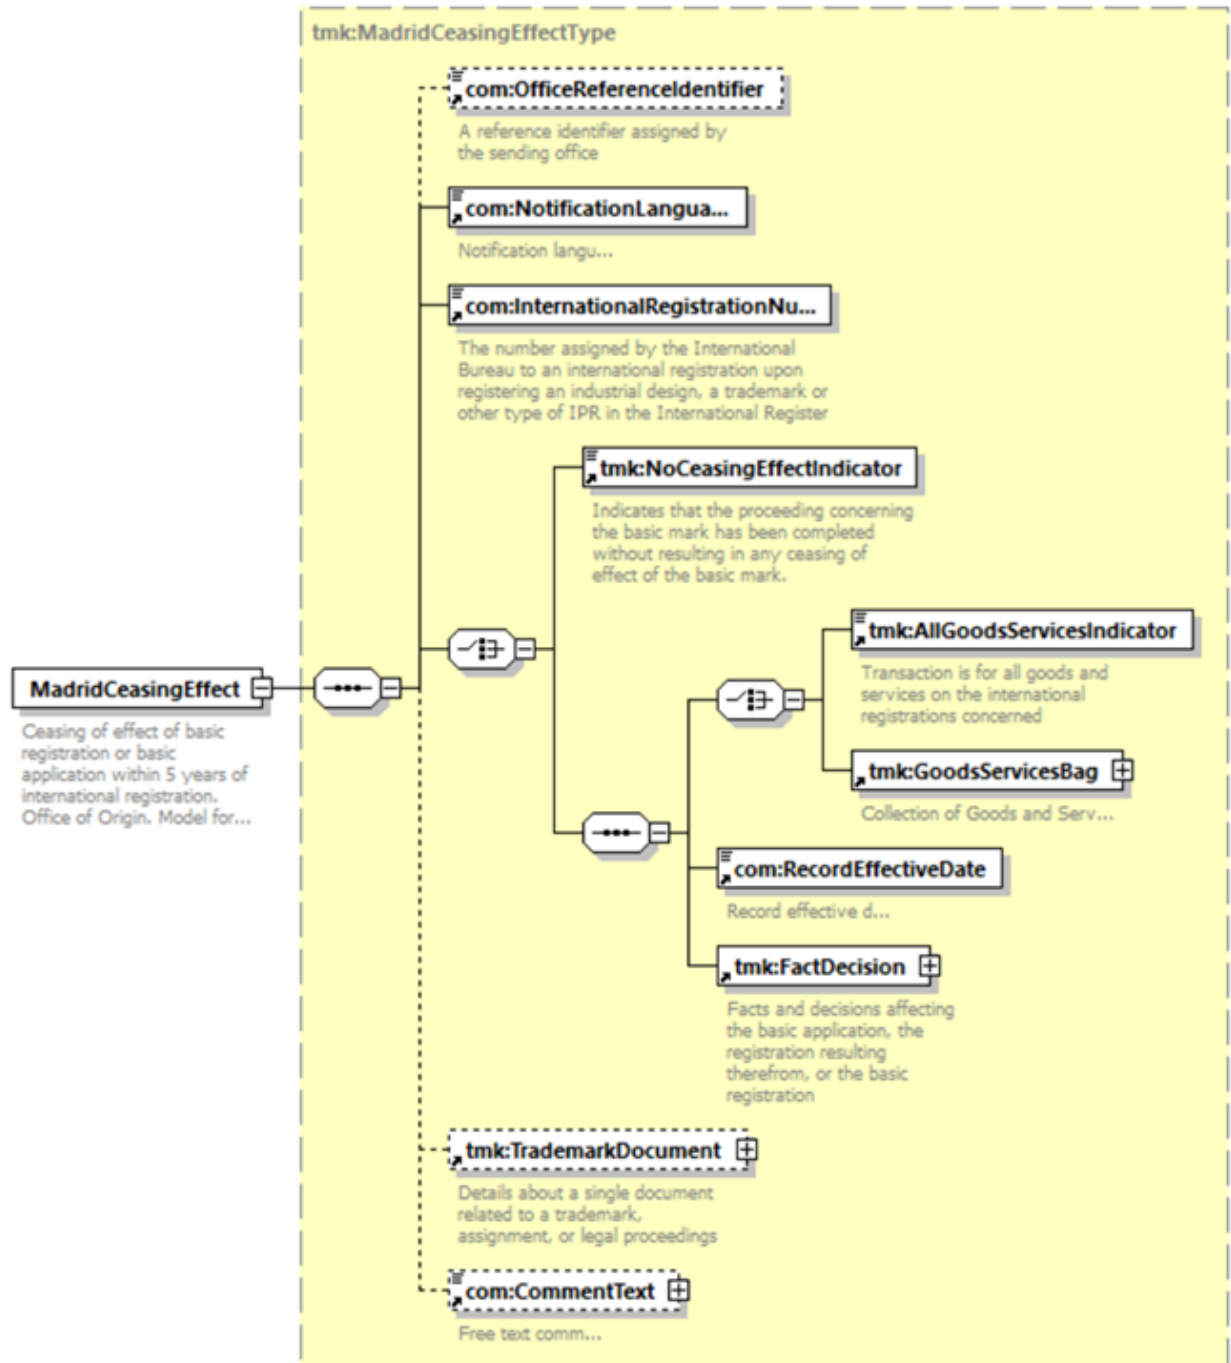 tmk:MadridCeasingEffectType
com:OfficeReferenceIdentifier
A reference identifier assigned by
the sending office
com:NotificationLangua...
Notification langu...
com:InternationalRegistrationNu...
The number assigned by the International
Bureau to an international registration upon
registering an industrial design, a trademark or
other type of IPR in the International Register
tmk:NoCeasingEffectIndicator
Indicates that the proceeding concerning
the basic mark has been completed
without resulting in any ceasing of
effect of the basic mark.
tmk:AllGoodsServicesIndicator
Transaction is for all goods and
services on the international
registrations concerned
MadridCeasingEffect
Ceasing of effect of basic
registration or basic
application within 5 years of
international registration.
Office of Origin. Model for...
tmk:GoodsServicesBag
Collection of Goods and Serv...
com:RecordEffectiveDate
Record effective d...
tmk:FactDecision
Facts and decisions affecting
the basic application, the
registration resulting
therefrom, or the basic
registration
tmk:TrademarkDocument
Details about a single document
related to a trademark,
assignment, or legal proceedings
com:CommentText
Free text comm...